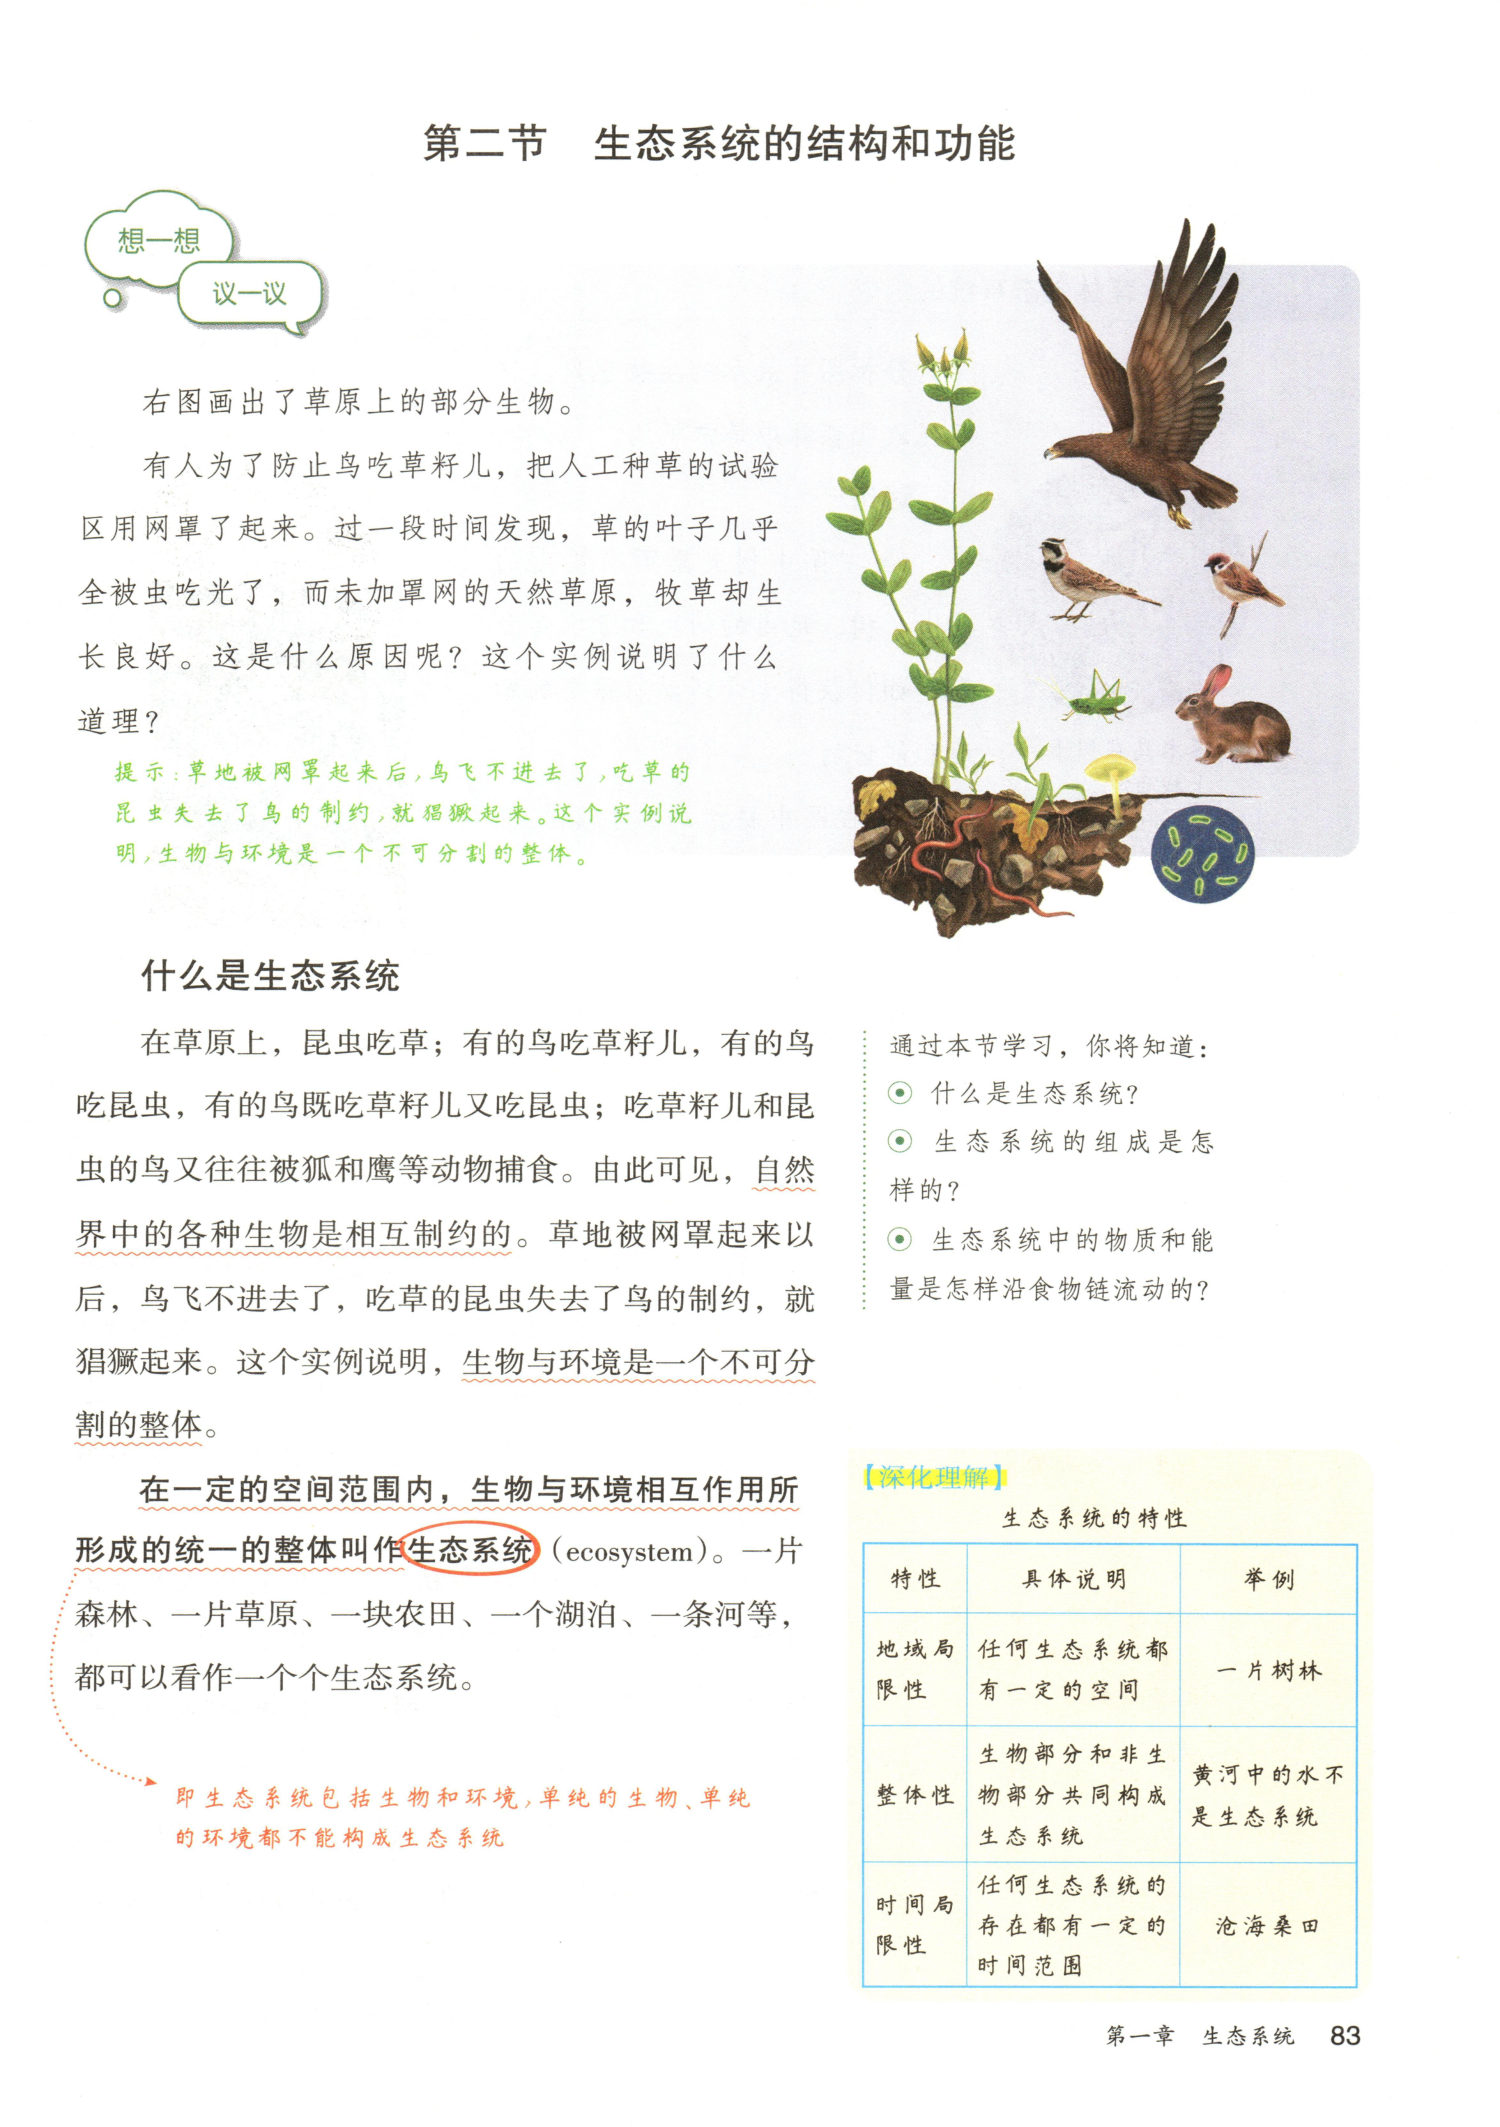 第二节 生态系统的结构和功能
想一想
议一议
右图画出了草原上的部分生物。
有人为了防止鸟吃草籽儿，把人工种草的试验
区用网罩了起来。过一段时间发现，草的叶子几乎
全被虫吃光了，而未加罩网的天然草原，牧草却生
长良好。这是什么原因呢？这个实例说明了什么
道理？
提示：草地被网罩起来后，鸟飞不进去了，吃草的
昆虫失去了鸟的制约，就猖獗起来。这个实例说
明，生物与环境是一个不可分割的整体。
什么是生态系统
在草原上，昆虫吃草；有的鸟吃草籽儿，有的鸟
吃昆虫，有的鸟既吃草籽儿又吃昆虫；吃草籽儿和昆
虫的鸟又往往被狐和鹰等动物捕食。由此可见，自然
界中的各种生物是相互制约的。草地被网罩起来以
后，鸟飞不进去了，吃草的昆虫失去了鸟的制约，就
猖獗起来。这个实例说明，生物与环境是一个不可分
割的整体。
在一定的空间范围内，生物与环境相互作用所
形成的统一的整体叫作生态系统（ecosystem）。一片
森林、一片草原、一块农田、一个湖泊、一条河等，
都可以看作一个个生态系统。
即生态系统包括生物和环境，单纯的生物、单纯
的环境都不能构成生态系统
通过本节学习，你将知道：
什么是生态系统？
生态系统的组成是怎
样的？
生态系统中的物质和能
量是怎样沿食物链流动的？
【深化理解】
生态系统的特性
特性 具体说明 举例
地域局
限性
任何生态系统都
有一定的空间
一片树林
整体性
生物部分和非生
物部分共同构成
生态系统
黄河中的水不
是生态系统
时间局
限性
任何生态系统的
存在都有一定的
时间范围
沧海桑田
第一章 生态系统 83